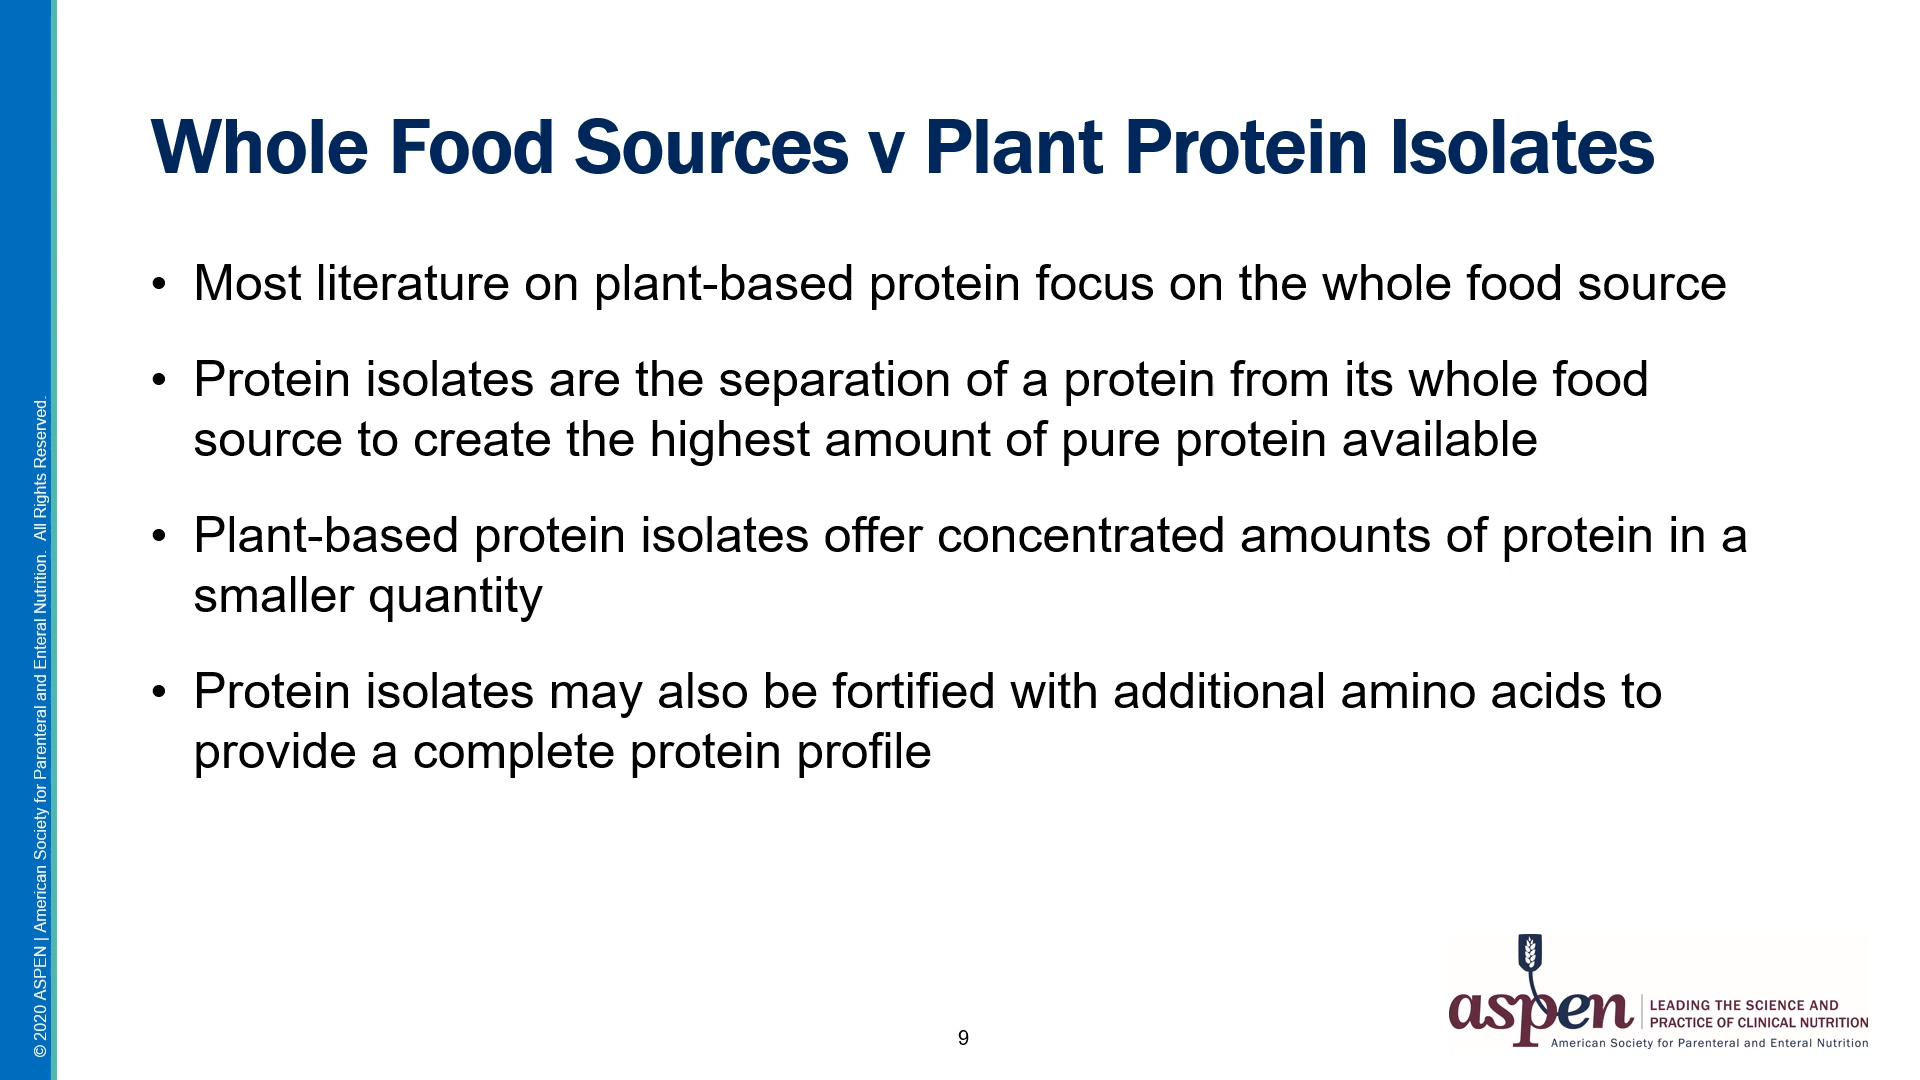 Whole Food Sources v Plant Protein Isolates
• Most literature on plant-based protein focus on the whole food source
• Protein isolates are the separation of a protein from its whole food
source to create the highest amount of pure protein available
• Plant-based protein isolates offer concentrated amounts of protein in a
smaller quantity
• Protein isolates may also be fortified with additional amino acids to
provide a complete protein profile
© 2020 ASPEN | American Society for Parenteral and Enteral Nutrition. All Rights Reserved.
9
aspen
LEADING THE SCIENCE AND
PRACTICE OF CLINICAL NUTRITION
American Society for Parenteral and Enteral Nutrition